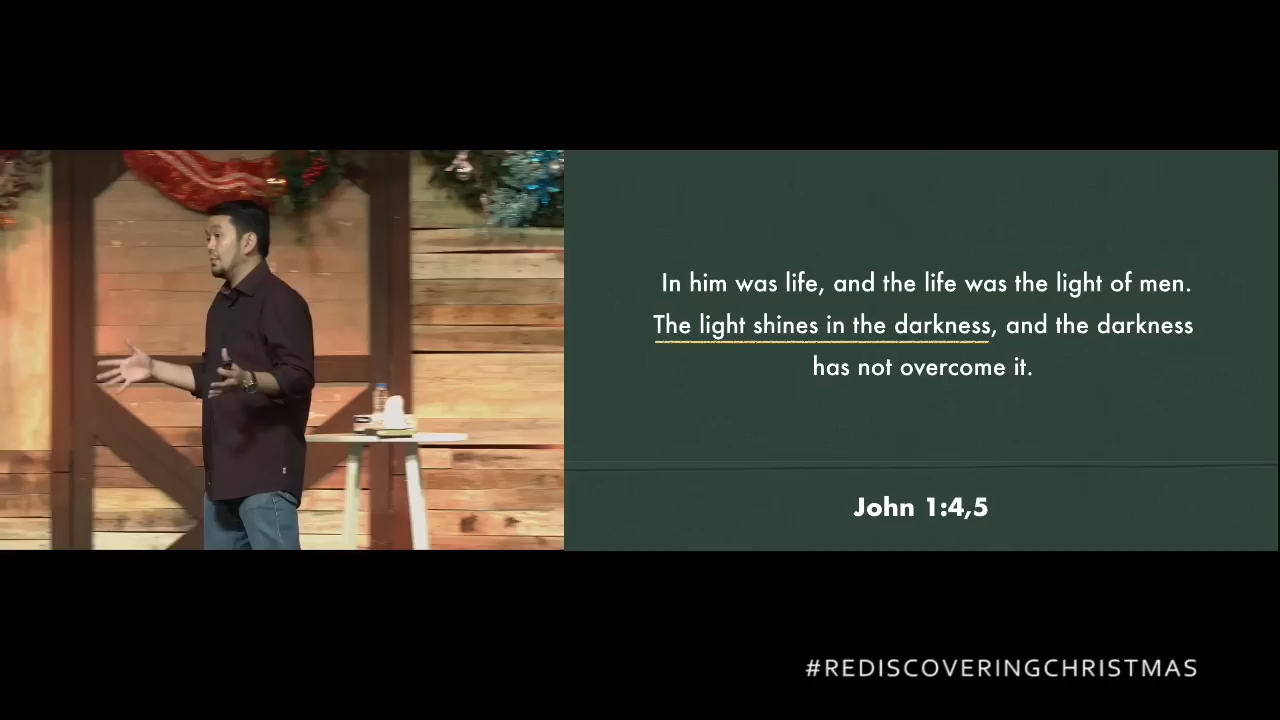 In him was life, and the life was the light of men.
The light shines in the darkness, and the darkness
has not overcome it.
John 1:4,5
#REDISCOVERINGCHRISTMAS